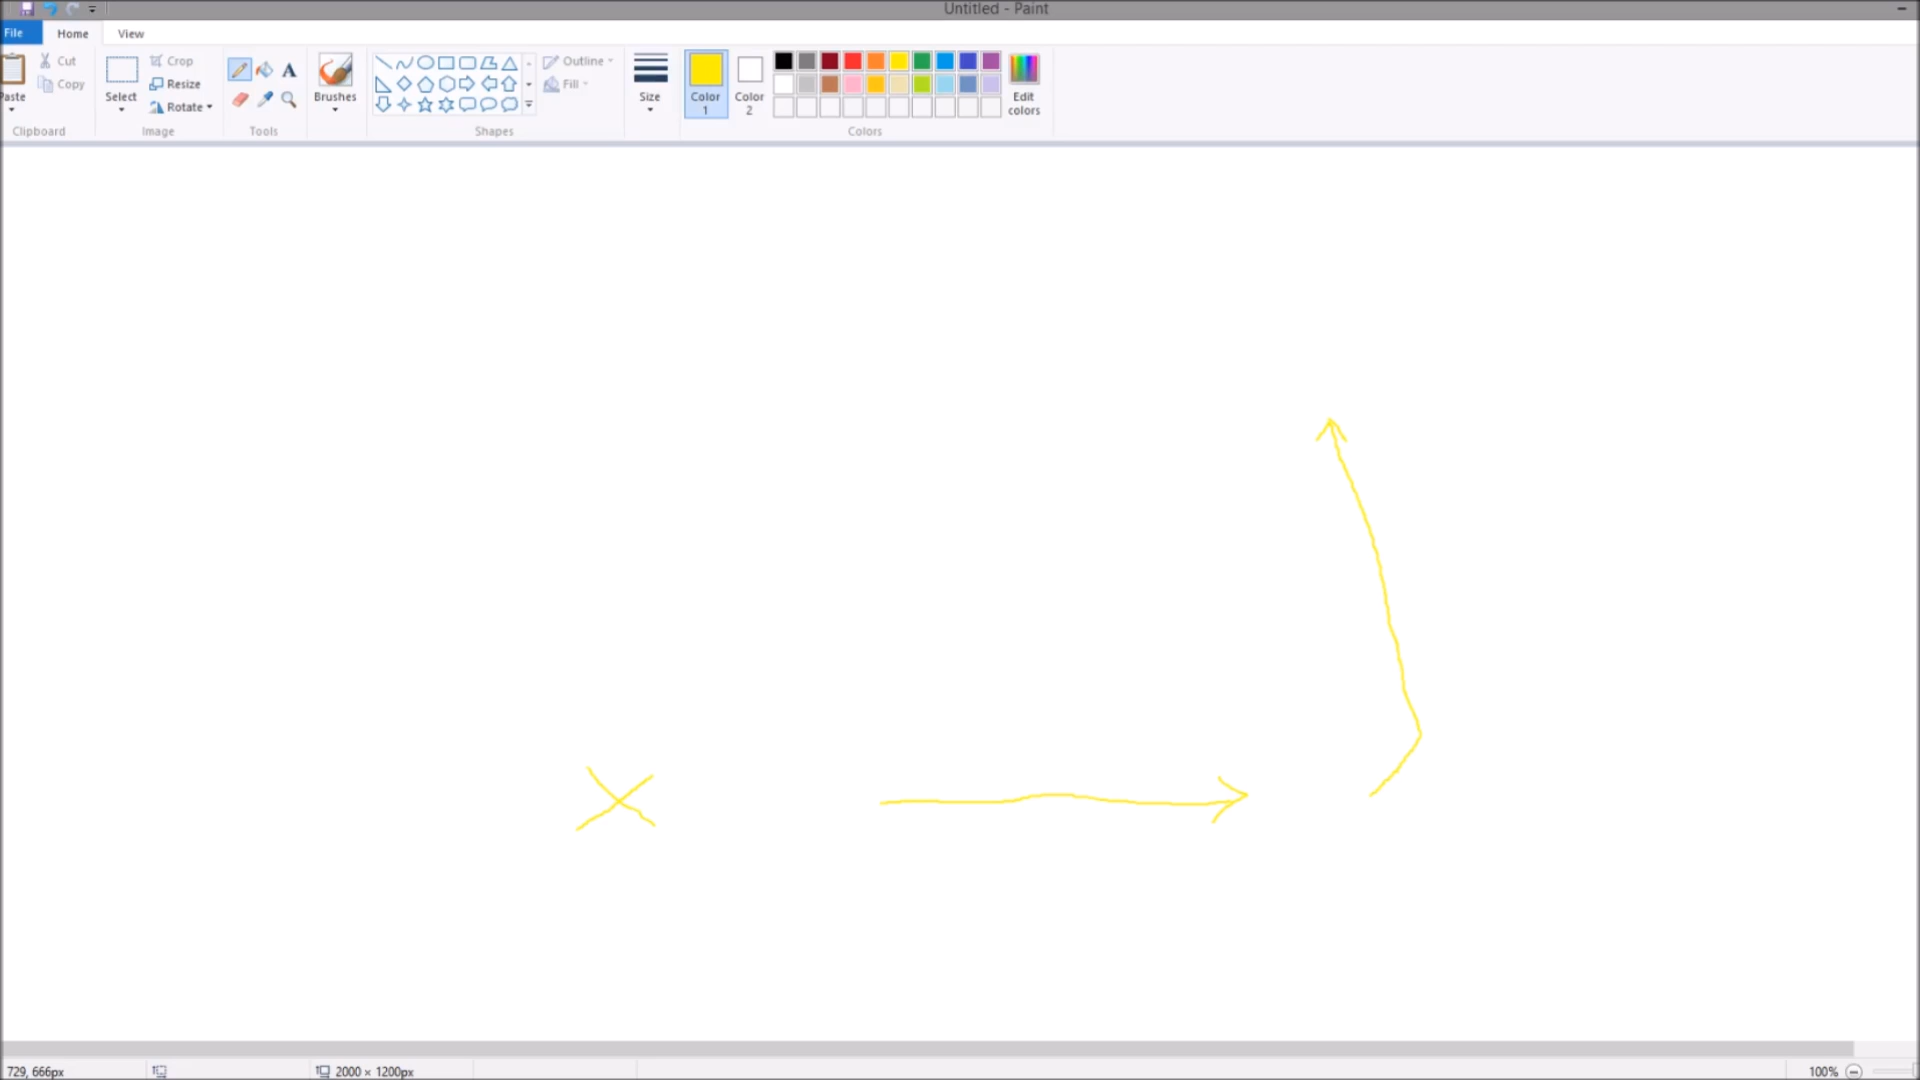 Untitled - Paint
File Home View
Paste Cut Copy Clipboard
Select Crop Resize Rotate Image
Tools
Brushes
Shapes
Outline Fill
Size
Color 1 Color 2
Edit colors
Colors
729, 666px 2000 × 1200px 100%